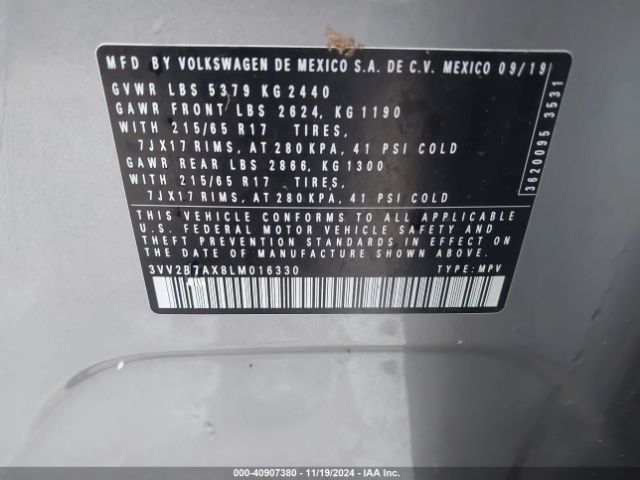 MFD BY VOLKSWAGEN DE MEXICO S.A. DE C.V. MEXICO 09/19
GVWR LBS 5379 KG 2440
GAWR FRONT LBS 2624, KG 1190
WITH 215/65 R17 TIRES,
7JX17 RIMS, AT 280 KPA, 41 PSI COLD
GAWR REAR LBS 2866, KG 1300
WITH 215/65 R17 TIRES,
7JX17 RIMS, AT 280 KPA, 41 PSI COLD
THIS VEHICLE CONFORMS TO ALL APPLICABLE
U.S. FEDERAL MOTOR VEHICLE SAFETY AND
THEFT PREVENTION STANDARDS IN EFFECT ON
THE DATE OF MANUFACTURE SHOWN ABOVE.
3VV2B7AX8LM016330 TYPE: MPV
3620095 3531
000-40907380 - 11/19/2024 - IAA Inc.